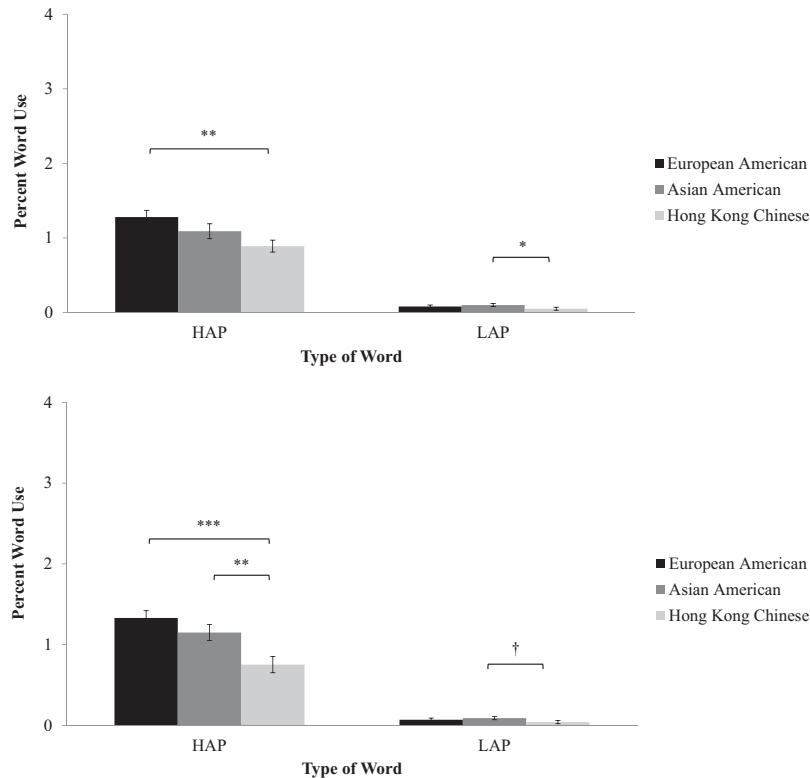 4
3
2
1
0
Percent Word Use
**
*
HAP
LAP
Type of Word
European American
Asian American
Hong Kong Chinese
4
3
2
1
0
Percent Word Use
***
**
†
HAP
LAP
Type of Word
European American
Asian American
Hong Kong Chinese